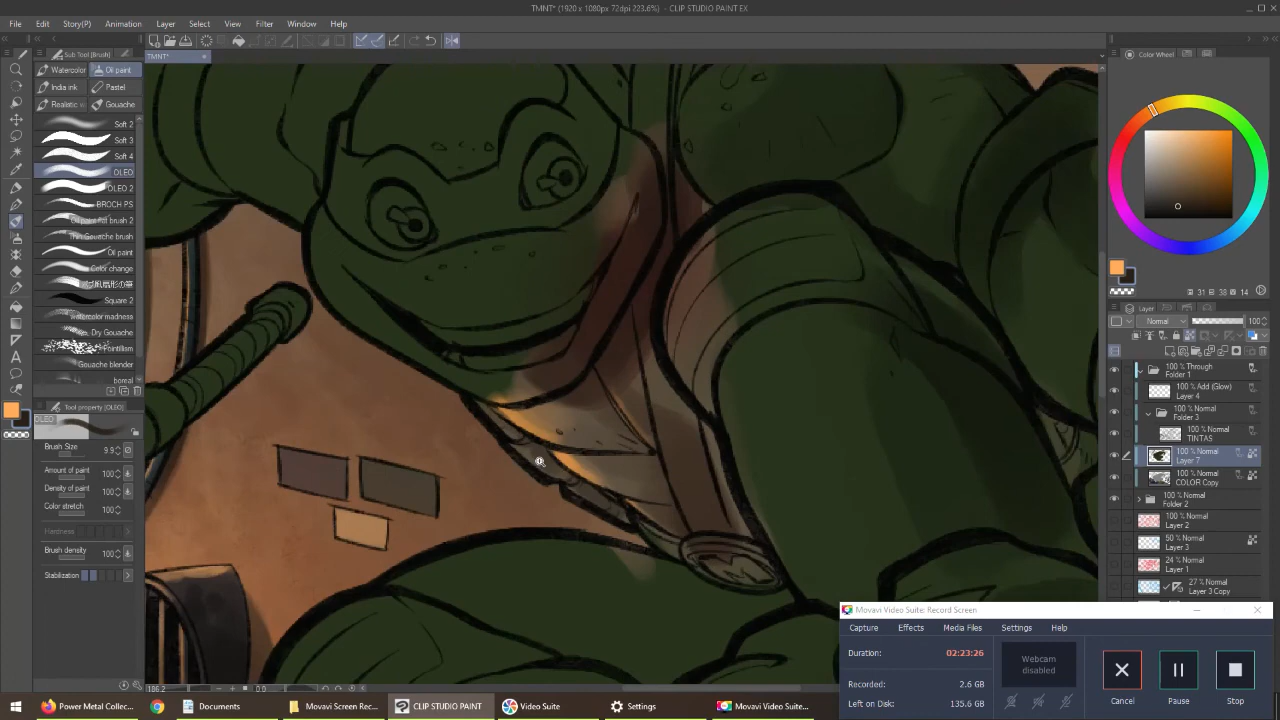 TMNT* (1920 x 1080px 72dpi 223.6%) - CLIP STUDIO PAINT EX
File Edit Story(P) Animation Layer Select View Filter Window Help
Sub Tool [Brush]
TMNT*
Color Wheel
Watercolor Oil paint
India ink Pastel
Realistic w Gouache
Soft 2
Soft 3
Soft 4
OLEO
OLEO 2
BROCH PS
Oil paint flat brush 2
Thin Gouache brush
Oil paint
Color change
Square 2
watercolor madness
Dry Gouache
Pointillism
Gouache blender
boreal
Tool property [OLEO]
OLEO
Brush Size 9.9
Amount of paint 100
Density of paint 100
Color stretch 100
Hardness
Brush density 100
Stabilization
31 S 38 V 14
Layer
Normal 100
100 % Through
Folder 1
100 % Add (Glow)
Layer 4
100 % Normal
Folder 3
100 % Normal
TINTAS
100 % Normal
Layer 7
100 % Normal
COLOR Copy
100 % Normal
Folder 2
100 % Normal
Layer 2
50 % Normal
Layer 3
24 % Normal
Layer 1
27 % Normal
Layer 3 Copy
186.2 0.0
Movavi Video Suite: Record Screen
Capture Effects Media Files Settings Help
Duration: 02:23:26
Recorded: 2.6 GB
Left on Disk: 135.6 GB
Webcam
disabled
Cancel Pause Stop
Power Metal Collec... Documents Movavi Screen Rec... CLIP STUDIO PAINT Video Suite Settings Movavi Video Suite...